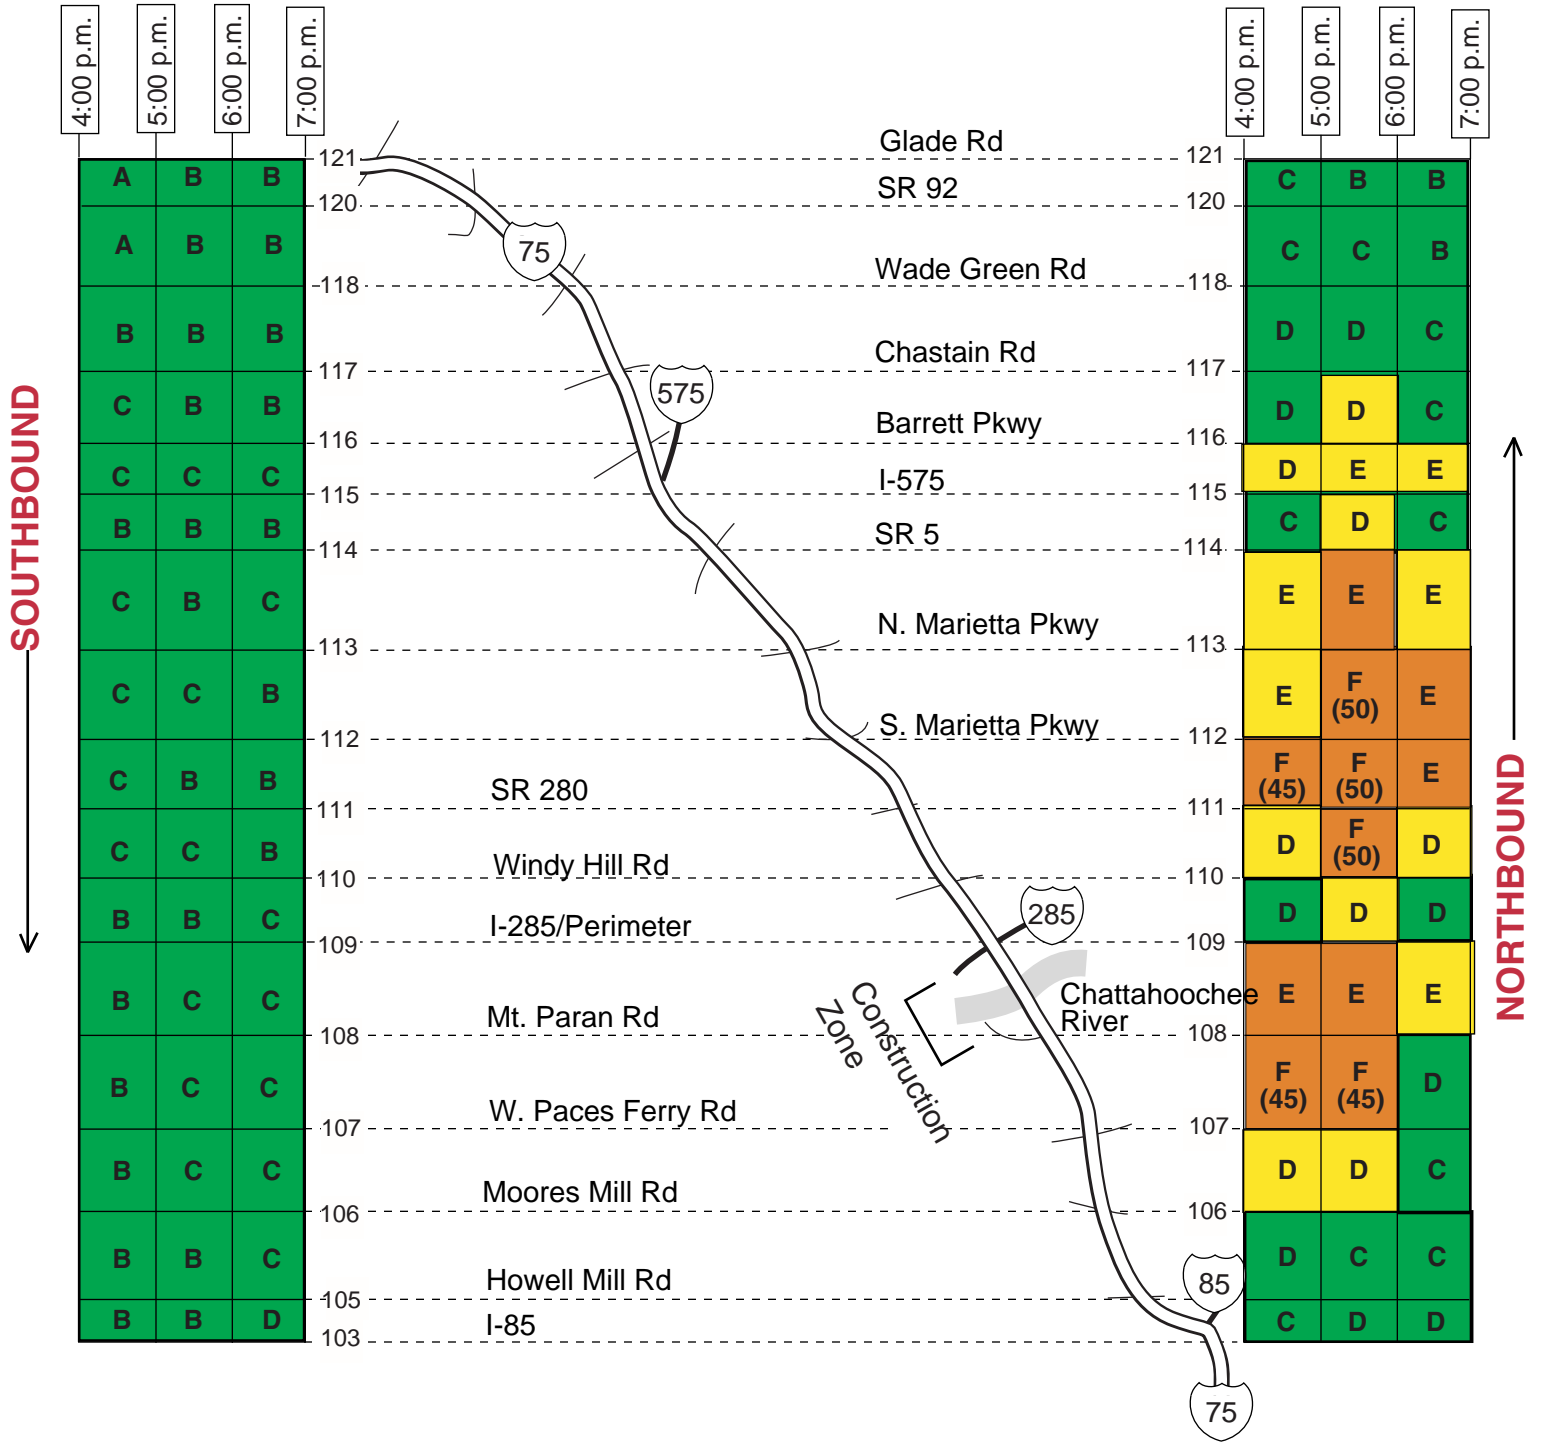 4:00 p.m.
5:00 p.m.
6:00 p.m.
7:00 p.m.
4:00 p.m.
5:00 p.m.
6:00 p.m.
7:00 p.m.
121 Glade Rd 121
A B B SR 92 C B B
120 120
A B B 75 Wade Green Rd C C B
118 118
B B B Chastain Rd D D C
117 117
575
C B B Barrett Pkwy D D C
116 116
C C C I-575 D E E
115 115
B B B SR 5 C D C
114 114
C B C N. Marietta Pkwy E E E
113 113
C C B S. Marietta Pkwy E F (50) E
112 112
C B B SR 280 F (45) F (50) E
111 111
C C B Windy Hill Rd D F (50) D
110 110
B B C I-285/Perimeter 285 D D D
109 109
B C C Mt. Paran Rd E E E
Chattahoochee
River
Construction
Zone
108 108
B C C W. Paces Ferry Rd F (45) F (45) D
107 107
B C C Moores Mill Rd D D C
106 106
B B C Howell Mill Rd 85 D C C
105
B B D I-85 C D D
103
75
SOUTHBOUND
NORTHBOUND